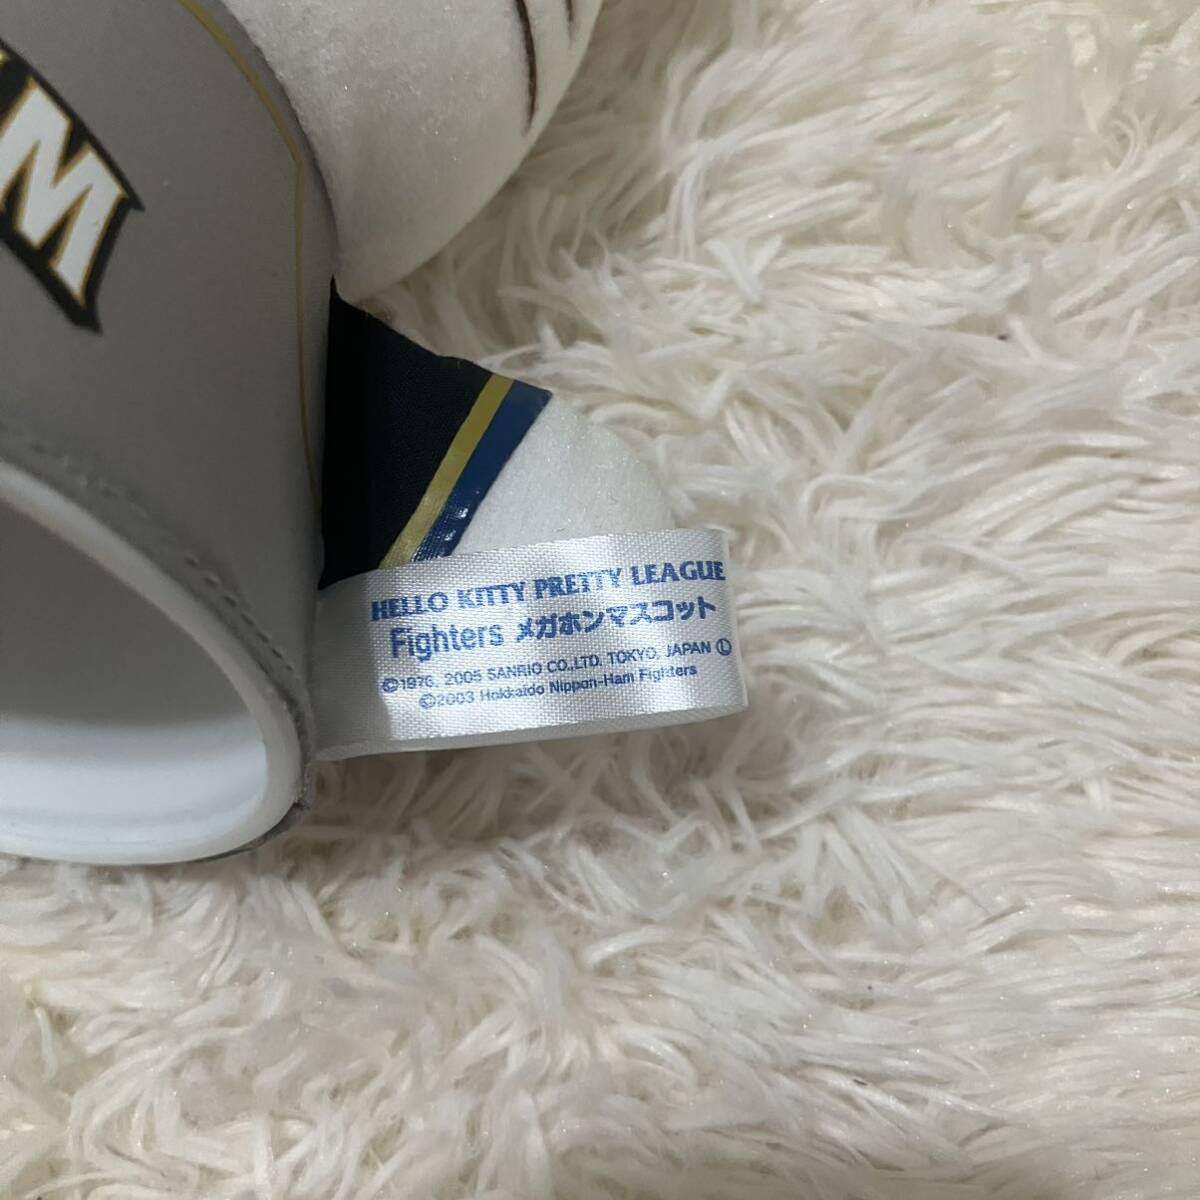 M
HELLO KITTY PRETTY LEAGUE
Fighters メガホンマスコット
©1976, 2005 SANRIO CO.,LTD. TOKYO, JAPAN Ⓛ
©2003 Hokkaido Nippon-Ham Fighters